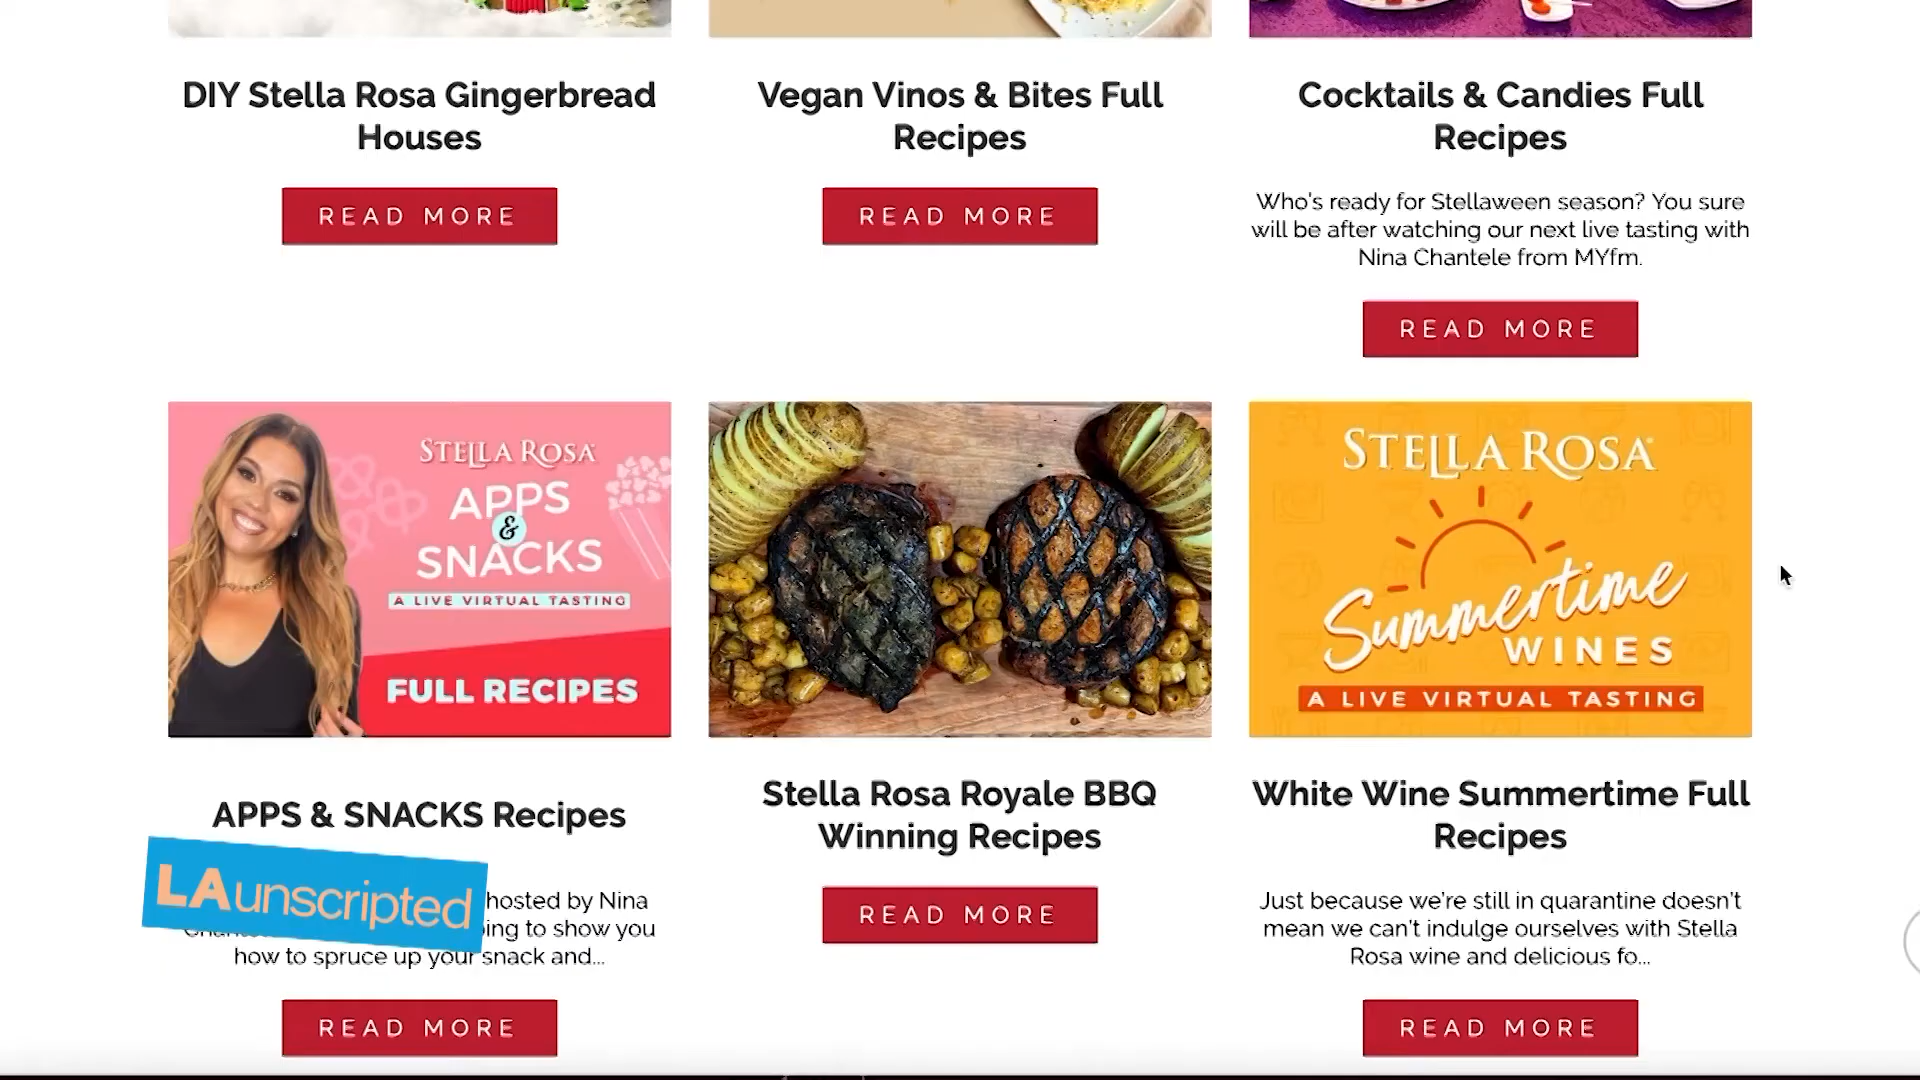 DIY Stella Rosa Gingerbread
Houses
READ MORE
Vegan Vinos & Bites Full
Recipes
READ MORE
Cocktails & Candies Full
Recipes
Who's ready for Stellaween season? You sure
will be after watching our next live tasting with
Nina Chantele from MYfm.
READ MORE
STELLA ROSA
APPS
&
SNACKS
A LIVE VIRTUAL TASTING
FULL RECIPES
APPS & SNACKS Recipes
LAunscripted
hosted by Nina
to show you
how to spruce up your snack and...
READ MORE
Stella Rosa Royale BBQ
Winning Recipes
READ MORE
STELLA ROSA
Summertime
WINES
A LIVE VIRTUAL TASTING
White Wine Summertime Full
Recipes
Just because we're still in quarantine doesn't
mean we can't indulge ourselves with Stella
Rosa wine and delicious fo...
READ MORE